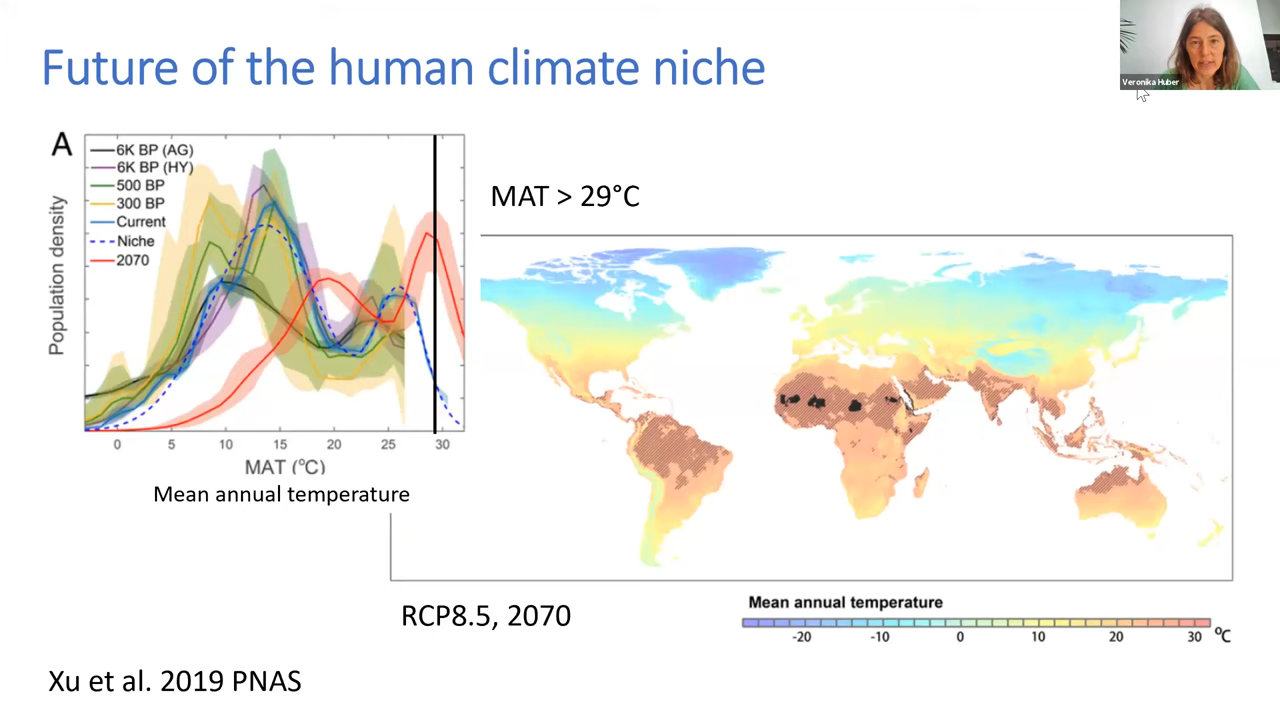 Future of the human climate niche
Veronika Huber
A
6K BP (AG)
6K BP (HY)
500 BP
300 BP
Current
Niche
2070
Population density
0 5 10 15 20 25 30
MAT (°C)
Mean annual temperature
MAT > 29°C
RCP8.5, 2070
Mean annual temperature
-20 -10 0 10 20 30 °C
Xu et al. 2019 PNAS